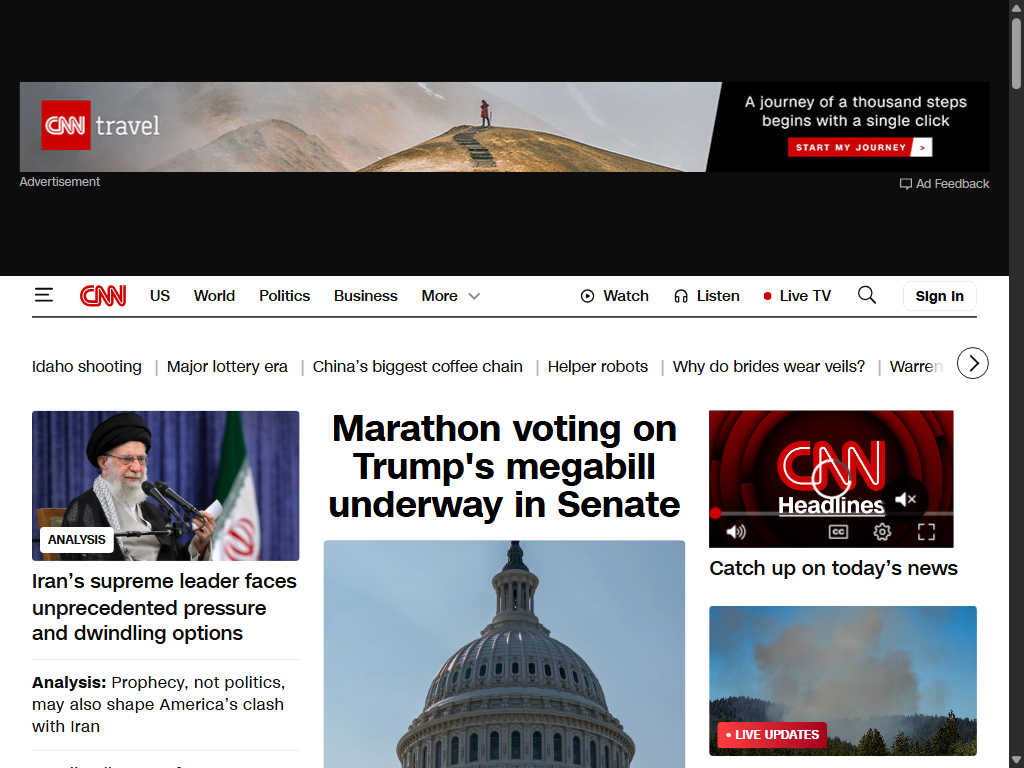 CNN travel
A journey of a thousand steps
begins with a single click
START MY JOURNEY >
Advertisement
Ad Feedback
CNN US World Politics Business More Watch Listen Live TV Sign in
Idaho shooting | Major lottery era | China's biggest coffee chain | Helper robots | Why do brides wear veils? | Warren
ANALYSIS
Iran's supreme leader faces
unprecedented pressure
and dwindling options
Analysis: Prophecy, not politics,
may also shape America's clash
with Iran
Marathon voting on
Trump's megabill
underway in Senate
CNN
Headlines
CC
Catch up on today's news
• LIVE UPDATES